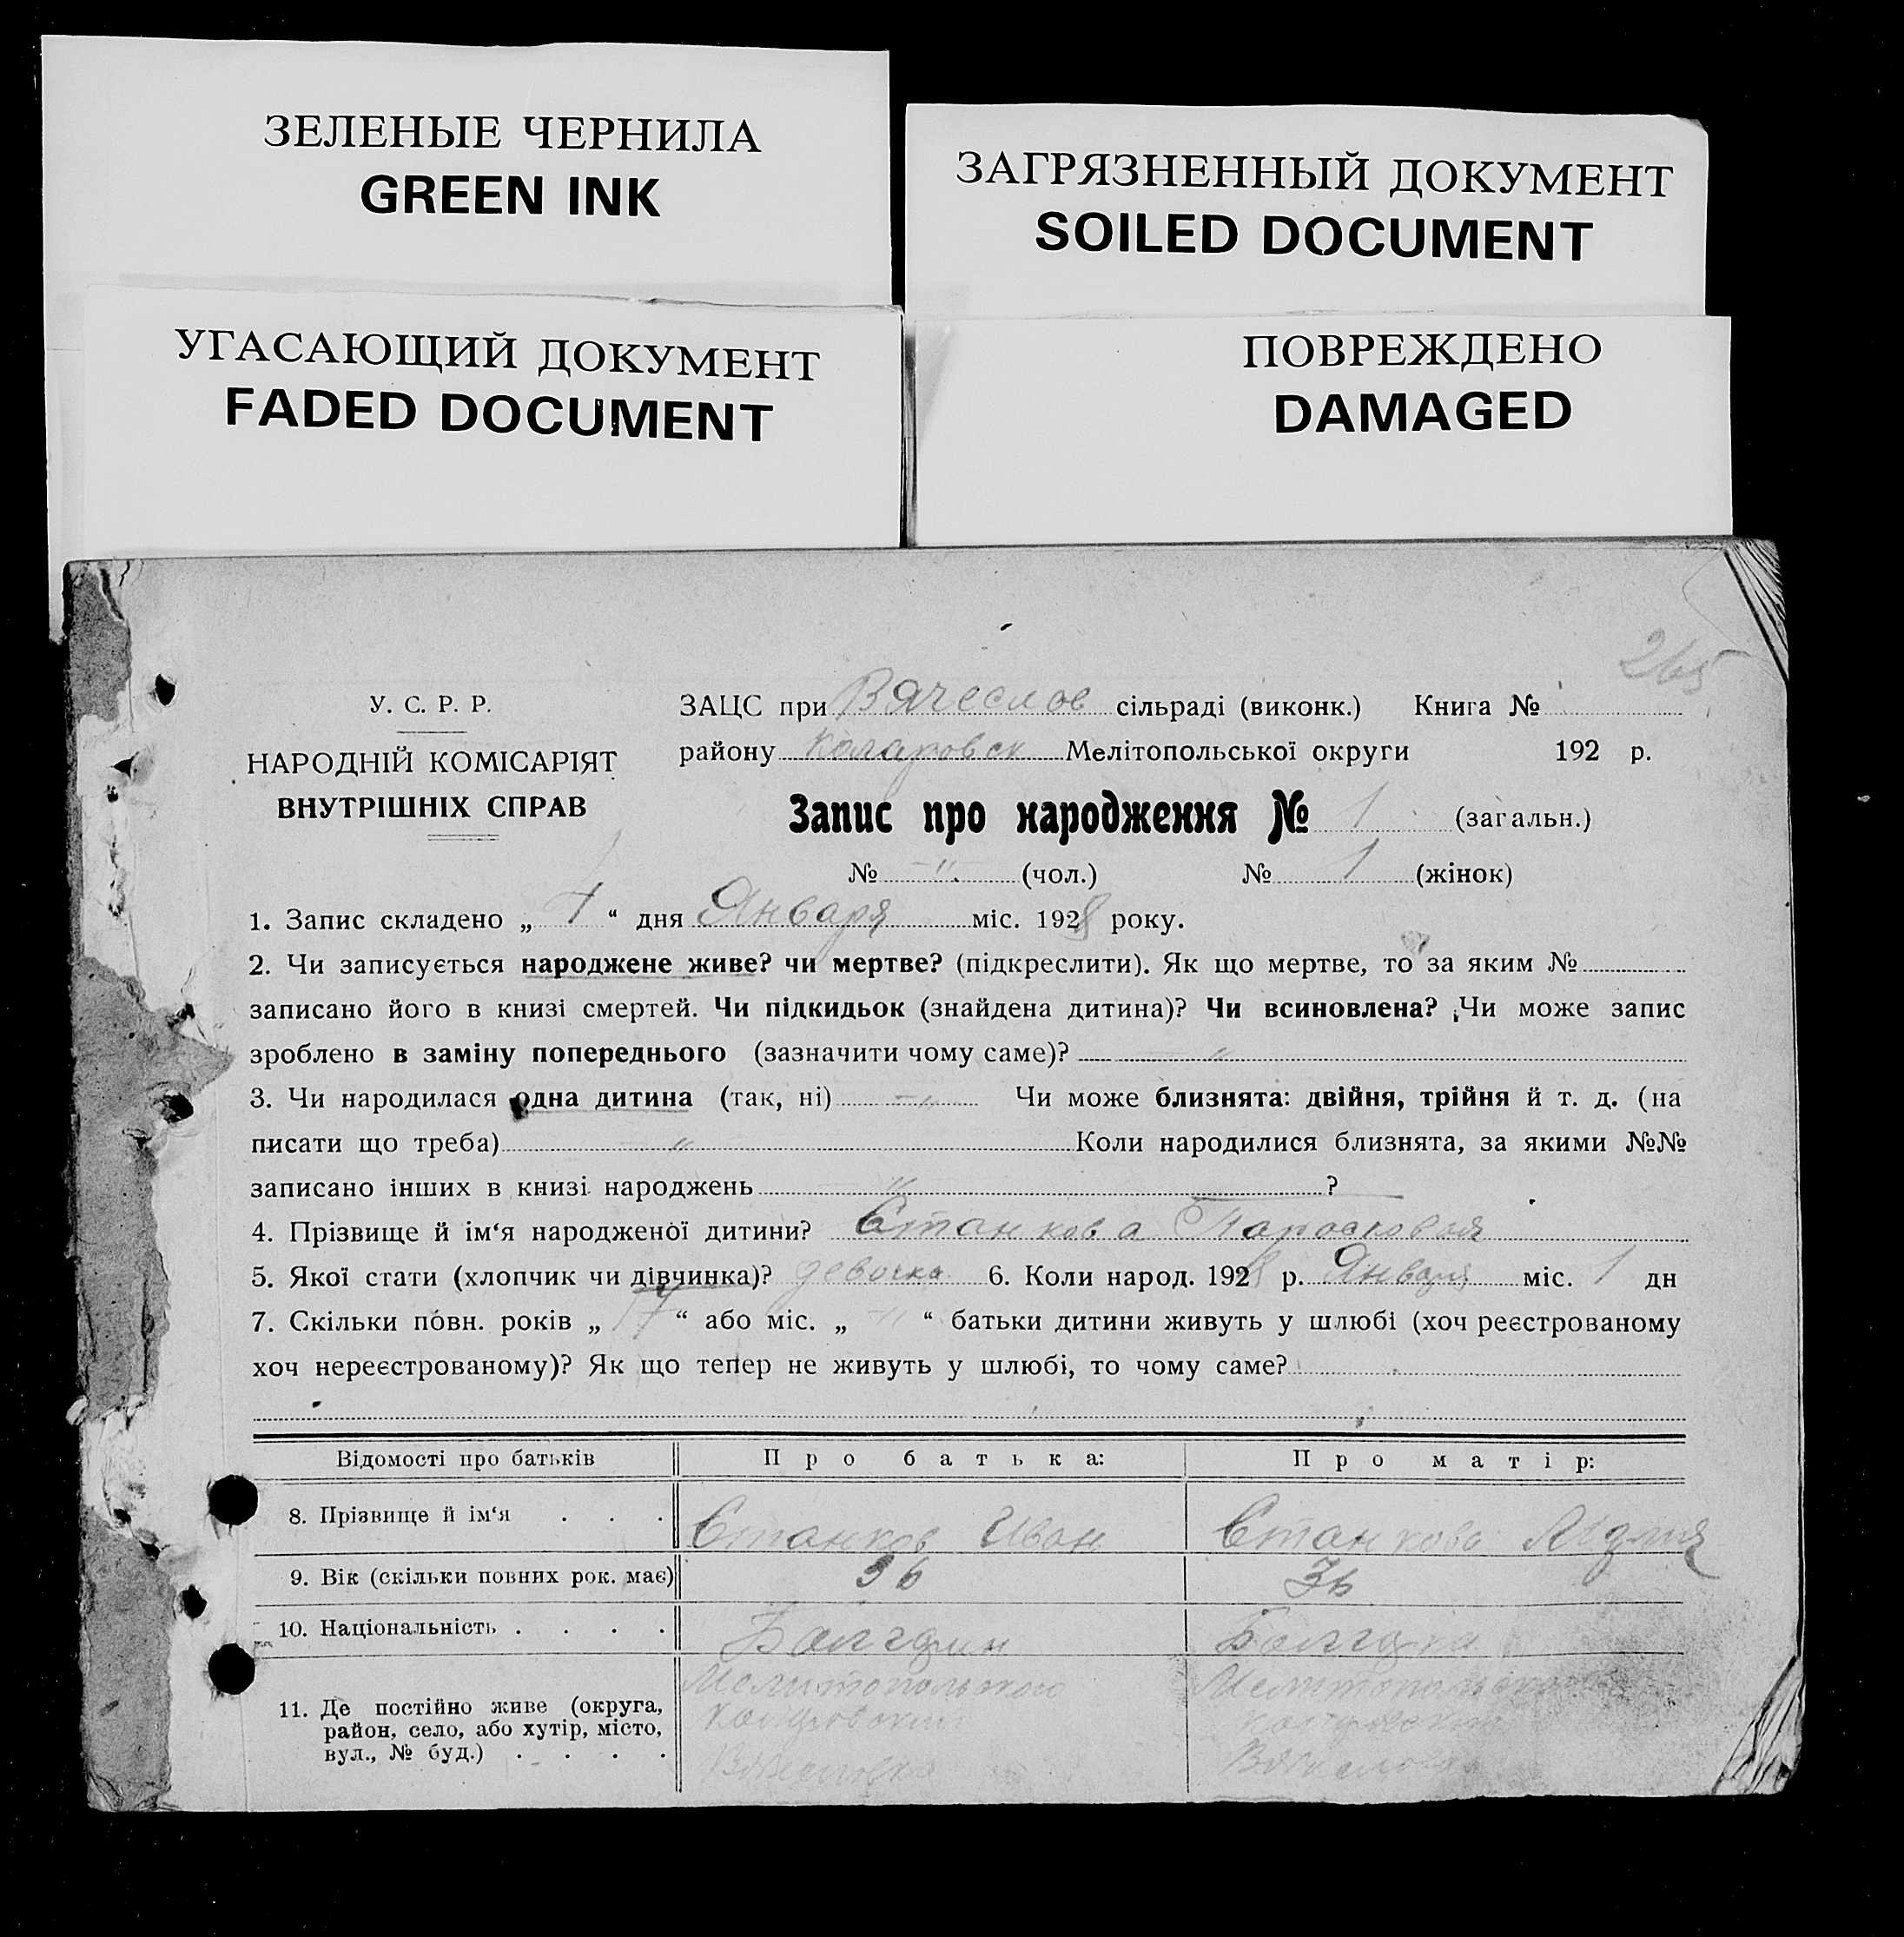 ЗЕЛЕНЫЕ ЧЕРНИЛА
GREEN INK
ЗАГРЯЗНЕННЫЙ ДОКУМЕНТ
SOILED DOCUMENT
УГАСАЮЩИЙ ДОКУМЕНТ
FADED DOCUMENT
ПОВРЕЖДЕНО
DAMAGED
265
У. С. Р. Р.
НАРОДНІЙ КОМІСАРІЯТ
ВНУТРІШНІХ СПРАВ
ЗАЦС при Вячеслов сільраді (виконк.) Книга №
району Коларовск Мелітопольської округи 192 р.
Запис про народження № 1 (загальн.)
№ -"- (чол.) № 1 (жінок)
1. Запис складено „ “ дня Января міс. 1928 року.
2. Чи записується народжене живе? чи мертве? (підкреслити). Як що мертве, то за яким №
записано його в книзі смертей. Чи підкидьок (знайдена дитина)? Чи всиновлена? Чи може запис
зроблено в заміну попереднього (зазначити чому саме)? -"-
3. Чи народилася одна дитина (так, ні) -"- Чи може близнята: двійня, трійня й т. д. (на
писати що треба) -"- Коли народилися близнята, за якими №№
записано інших в книзі народжень -"- ?
4. Прізвище й ім‘я народженої дитини? Станкова Парасковья
5. Якої стати (хлопчик чи дівчинка)? девочка 6. Коли народ. 1928 р. Января міс. 1 дн
7. Скільки повн. років „ 17 “ або міс. „ -"- “ батьки дитини живуть у шлюбі (хоч реєстрованому
хоч нереєстрованому)? Як що тепер не живуть у шлюбі, то чому саме?
Відомості про батьків Про батька: Про матір:
8. Прізвище й ім‘я . . . Станков Иван Станкова
9. Вік (скільки повних рок. має) 36 36
10. Національність . . . . Болгарин Болгарка
11. Де постійно живе (округа,
район, село, або хутір, місто,
вул., № буд.) . . . .